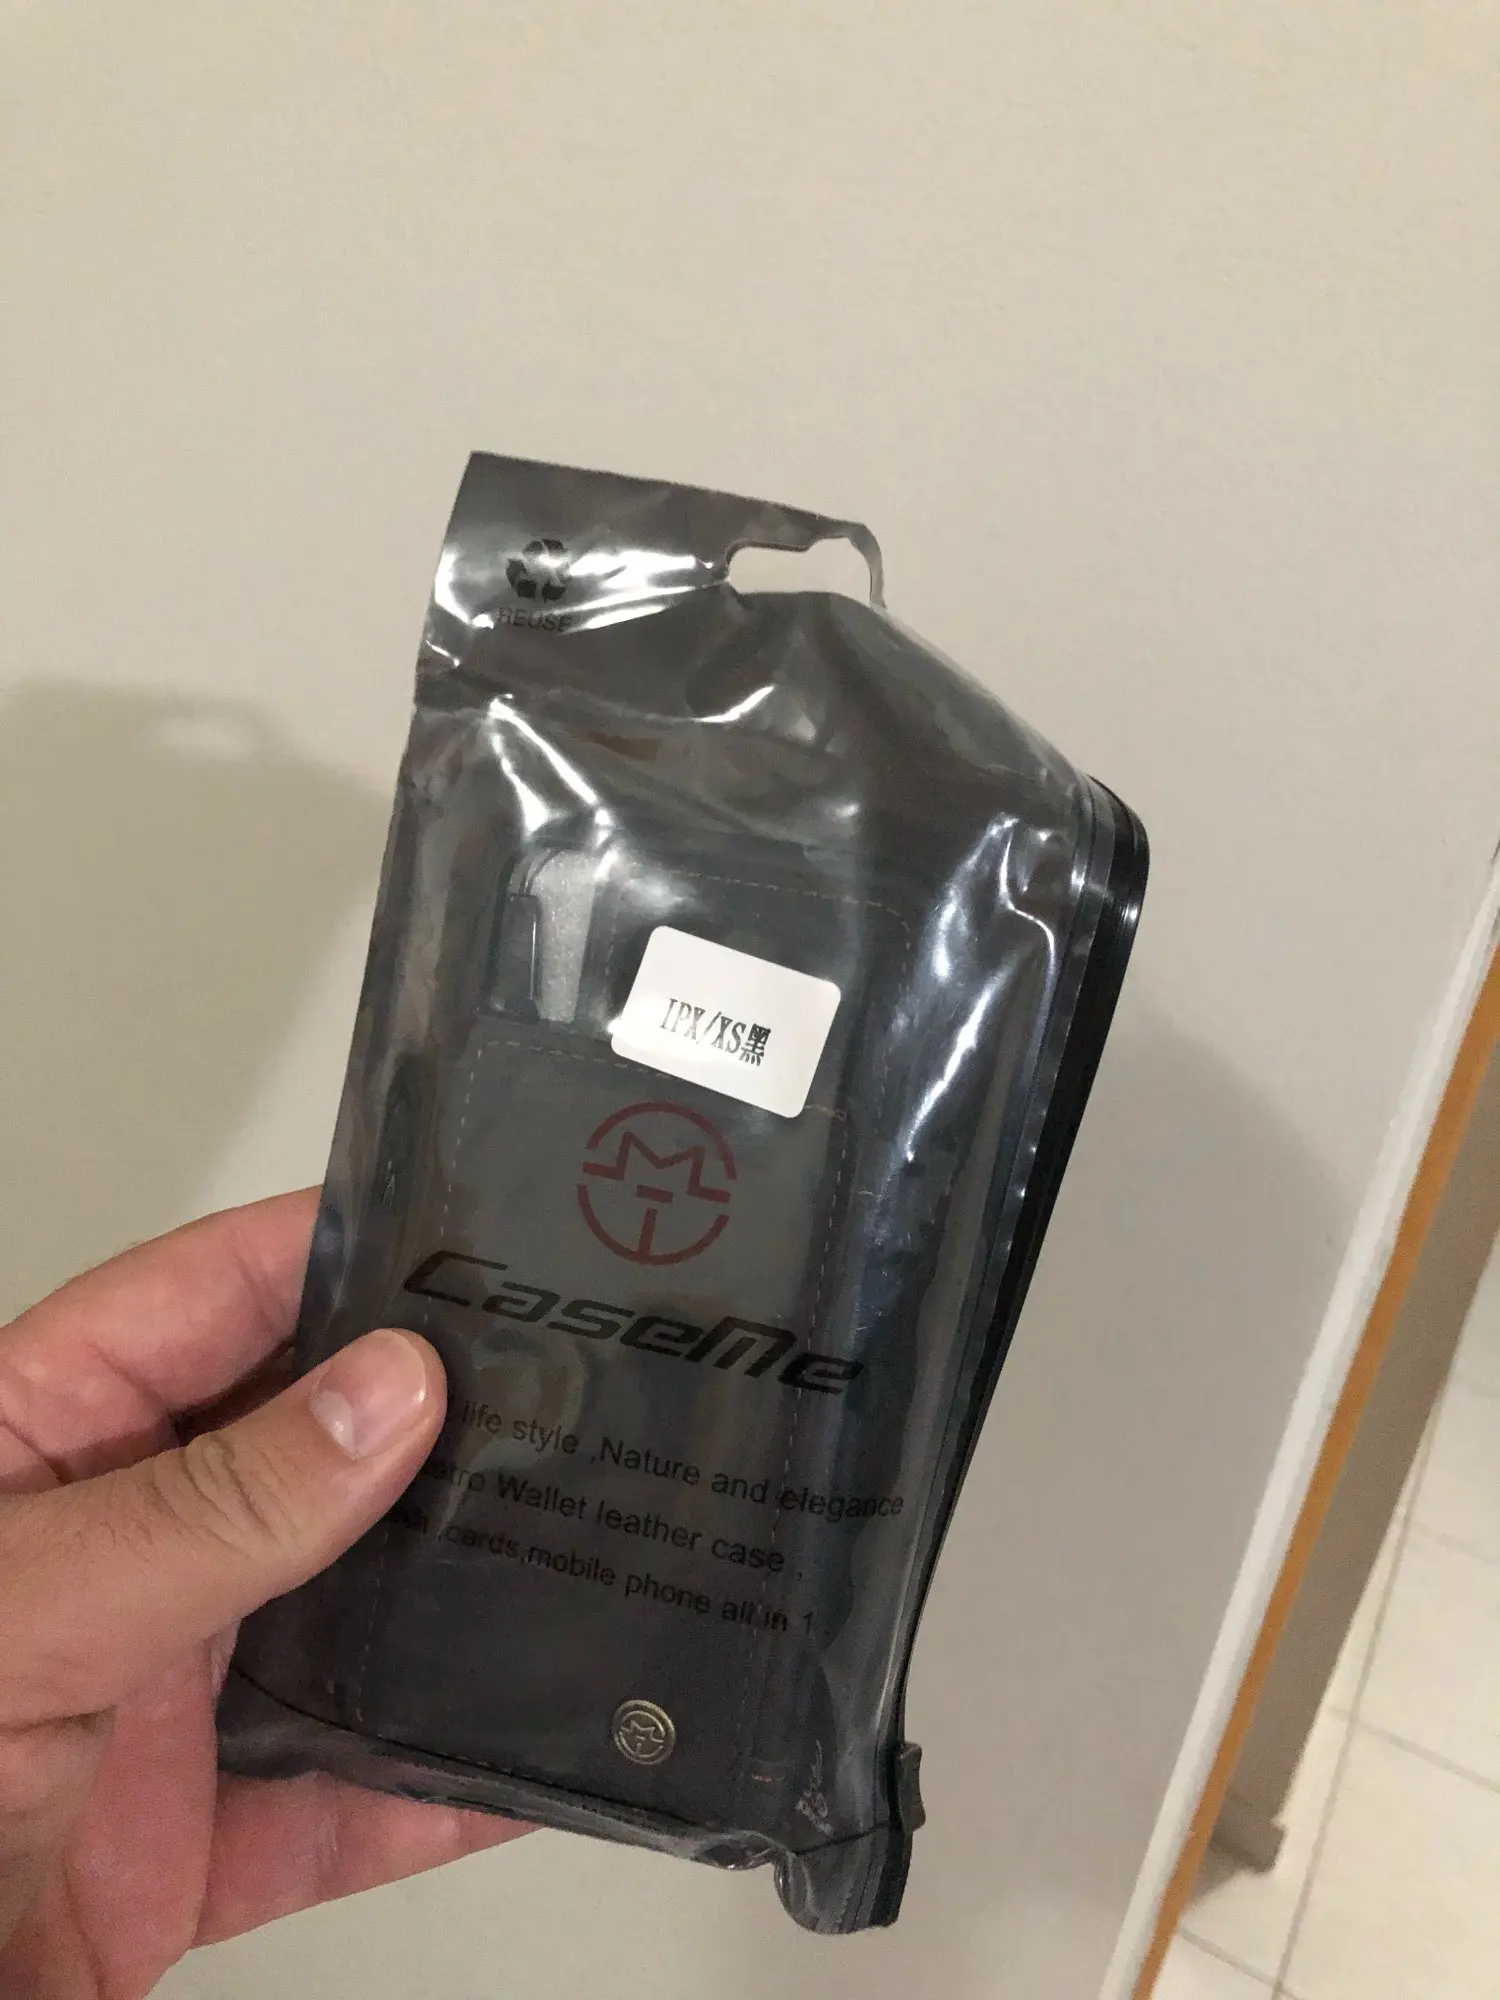 REUSE
IPX/XS黑
CaseMe
life style ,Nature and elegance
Wallet leather case ,
,cards,mobile phone all in 1